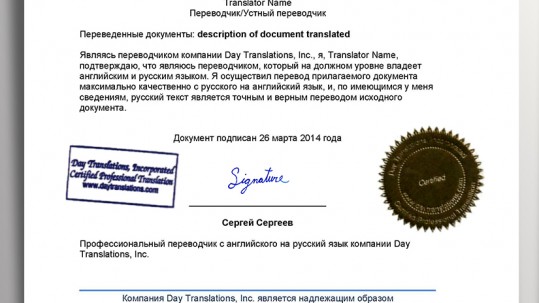 Translator Name
Переводчик/Устный переводчик
Переведенные документы: description of document translated
Являясь переводчиком компании Day Translations, Inc., я, Translator Name,
подтверждаю, что являюсь переводчиком, который на должном уровне владеет
английским и русским языком. Я осуществил перевод прилагаемого документа
максимально качественно с русского на английский язык, и, по имеющимся у меня
сведениям, русский текст является точным и верным переводом исходного
документа.
Документ подписан 26 марта 2014 года
Day Translations, Incorporated
Certified Professional Translation
www.daytranslations.com
Signature
Certified
Сергей Сергеев
Профессиональный переводчик с английского на русский язык компании Day
Translations, Inc.
Компания Day Translations, Inc. является надлежащим образом